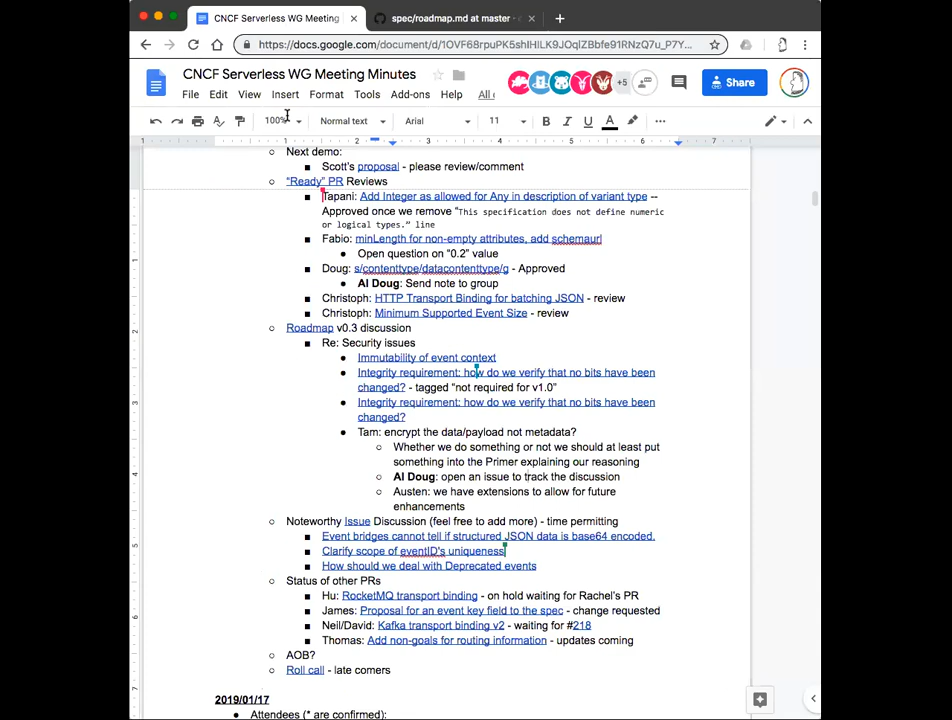 CNCF Serverless WG Meeting
spec/roadmap.md at master ·
https://docs.google.com/document/d/1OVF68rpuPK5shIHILK9JOqlZBbfe91RNzQ7u_P7Y...
CNCF Serverless WG Meeting Minutes
File Edit View Insert Format Tools Add-ons Help All c
+5
Share
100% Normal text Arial 11 B I U A
1 1 2 3 4 5 6 7
Next demo:
Scott's proposal - please review/comment
"Ready" PR Reviews
Tapani: Add Integer as allowed for Any in description of variant type --
Approved once we remove "This specification does not define numeric
or logical types." line
Fabio: minLength for non-empty attributes, add schemaurl
Open question on "0.2" value
Doug: s/contenttype/datacontenttype/g - Approved
AI Doug: Send note to group
Christoph: HTTP Transport Binding for batching JSON - review
Christoph: Minimum Supported Event Size - review
Roadmap v0.3 discussion
Re: Security issues
Immutability of event context
Integrity requirement: how do we verify that no bits have been
changed? - tagged "not required for v1.0"
Integrity requirement: how do we verify that no bits have been
changed?
Tam: encrypt the data/payload not metadata?
Whether we do something or not we should at least put
something into the Primer explaining our reasoning
AI Doug: open an issue to track the discussion
Austen: we have extensions to allow for future
enhancements
Noteworthy Issue Discussion (feel free to add more) - time permitting
Event bridges cannot tell if structured JSON data is base64 encoded.
Clarify scope of eventID's uniqueness
How should we deal with Deprecated events
Status of other PRs
Hu: RocketMQ transport binding - on hold waiting for Rachel's PR
James: Proposal for an event key field to the spec - change requested
Neil/David: Kafka transport binding v2 - waiting for #218
Thomas: Add non-goals for routing information - updates coming
AOB?
Roll call - late comers
2019/01/17
Attendees (* are confirmed):